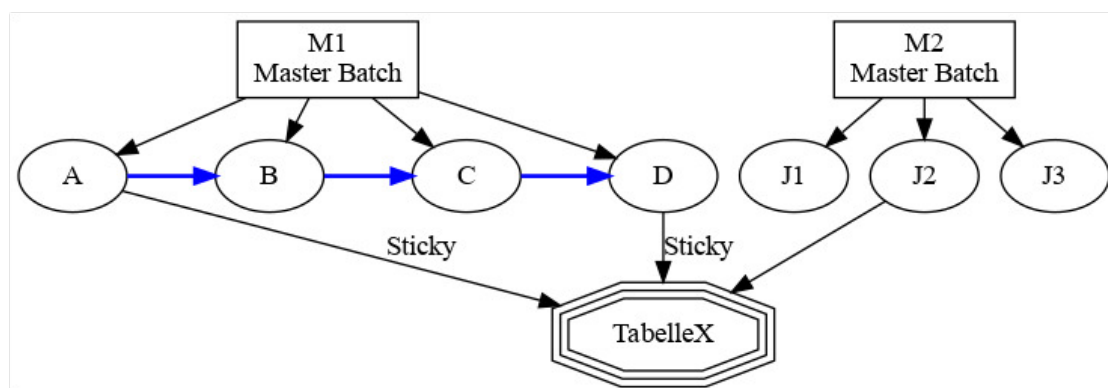 M1
Master Batch
M2
Master Batch
A
B
C
D
J1
J2
J3
Sticky
Sticky
TabelleX